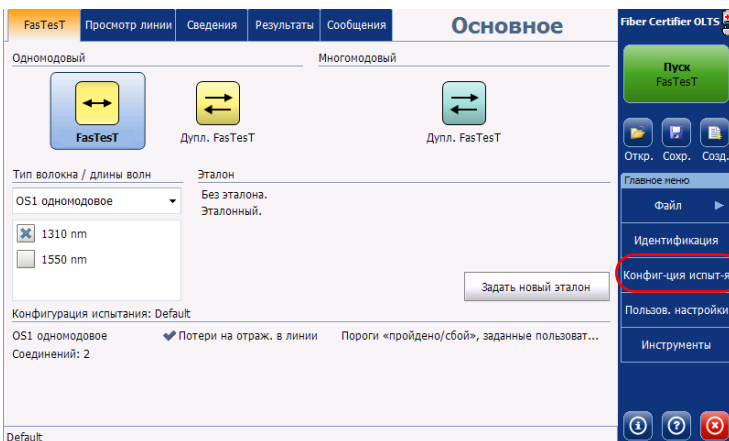 FasTesT
Просмотр линии
Сведения
Результаты
Сообщения
Основное
Fiber Certifier OLTS
Одномодовый
Многомодовый
FasTesT
Дупл. FasTesT
Дупл. FasTesT
Тип волокна / длины волн
Эталон
OS1 одномодовое
Без эталона.
Эталонный.
1310 nm
1550 nm
Задать новый эталон
Конфигурация испытания: Default
OS1 одномодовое
Потери на отраж. в линии
Пороги «пройдено/сбой», заданные пользоват...
Соединений: 2
Default
Пуск
FasTesT
Откр.
Сохр.
Созд.
Главное меню
Файл
Идентификация
Конфиг-ция испыт-я
Пользов. настройки
Инструменты